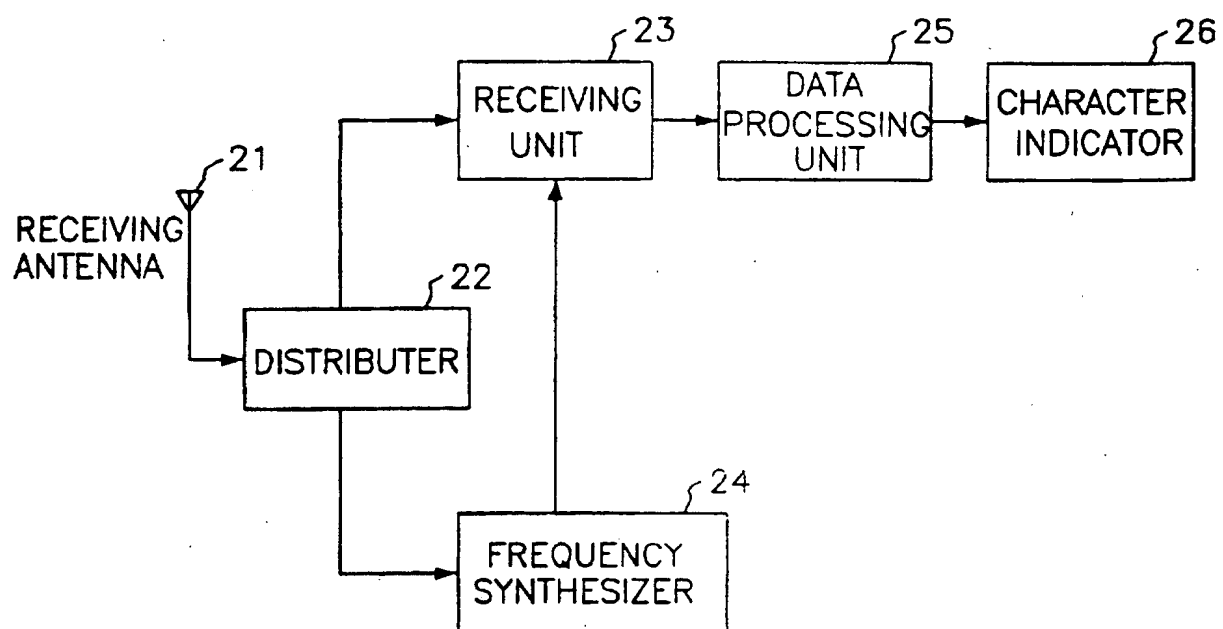 23
25
26
RECEIVING
UNIT
DATA
PROCESSING
UNIT
CHARACTER
INDICATOR
21
RECEIVING
ANTENNA
22
DISTRIBUTER
24
FREQUENCY
SYNTHESIZER